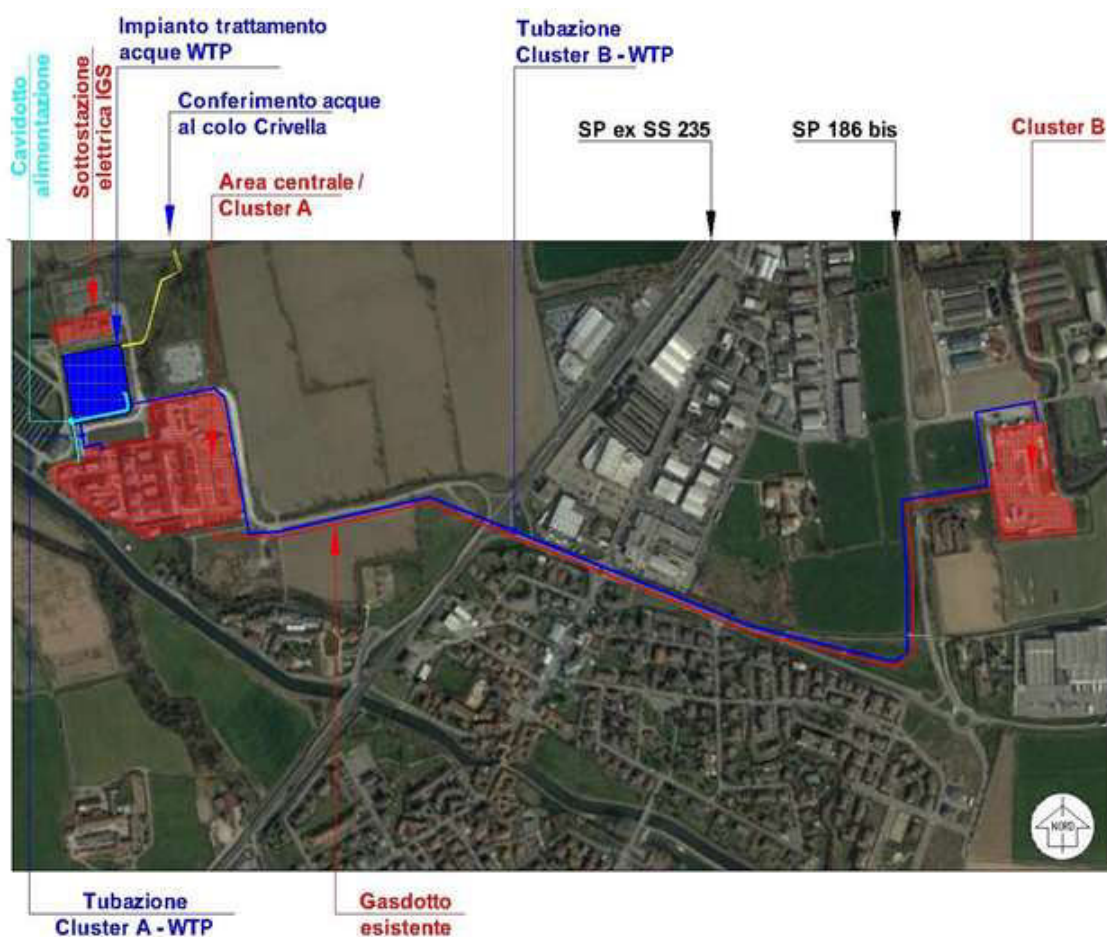 Impianto trattamento
acque WTP
Tubazione
Cluster B - WTP
Cavidotto
alimentazione
Sottostazione
elettrica IGS
Conferimento acque
al colo Crivella
SP ex SS 235
SP 186 bis
Cluster B
Area centrale /
Cluster A
NORD
Tubazione
Cluster A - WTP
Gasdotto
esistente